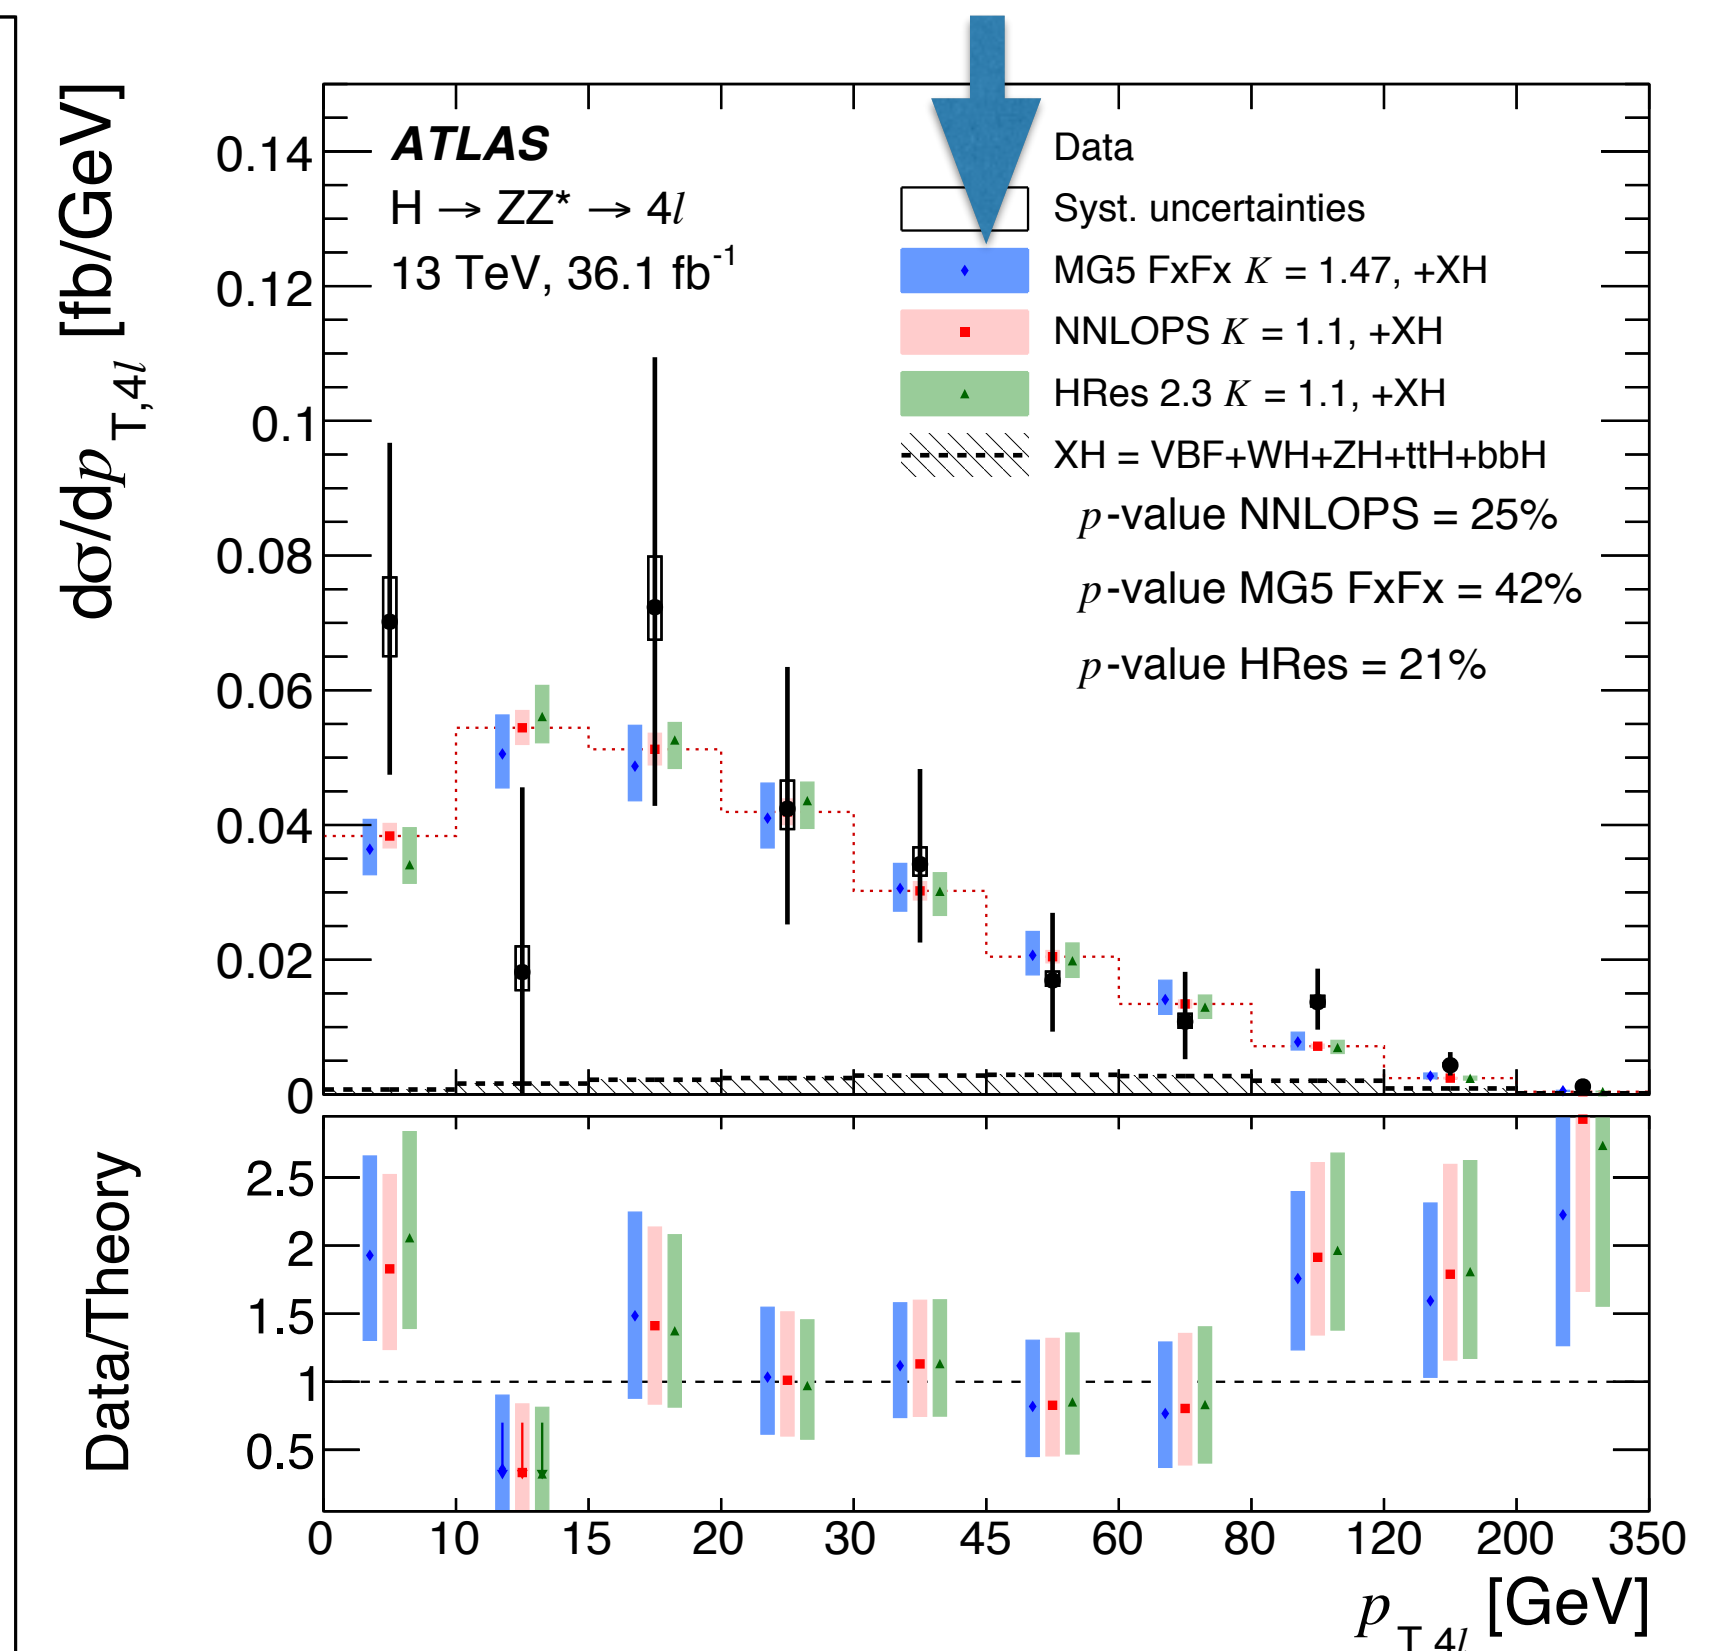 ATLAS
H → ZZ* → 4l
13 TeV, 36.1 fb⁻¹
Data
Syst. uncertainties
MG5 FxFx K = 1.47, +XH
NNLOPS K = 1.1, +XH
HRes 2.3 K = 1.1, +XH
XH = VBF+WH+ZH+ttH+bbH
p-value NNLOPS = 25%
p-value MG5 FxFx = 42%
p-value HRes = 21%
dσ/dp_T,4l [fb/GeV]
0.14
0.12
0.1
0.08
0.06
0.04
0.02
0
Data/Theory
2.5
2
1.5
1
0.5
0 10 15 20 30 45 60 80 120 200 350
p_T,4l [GeV]